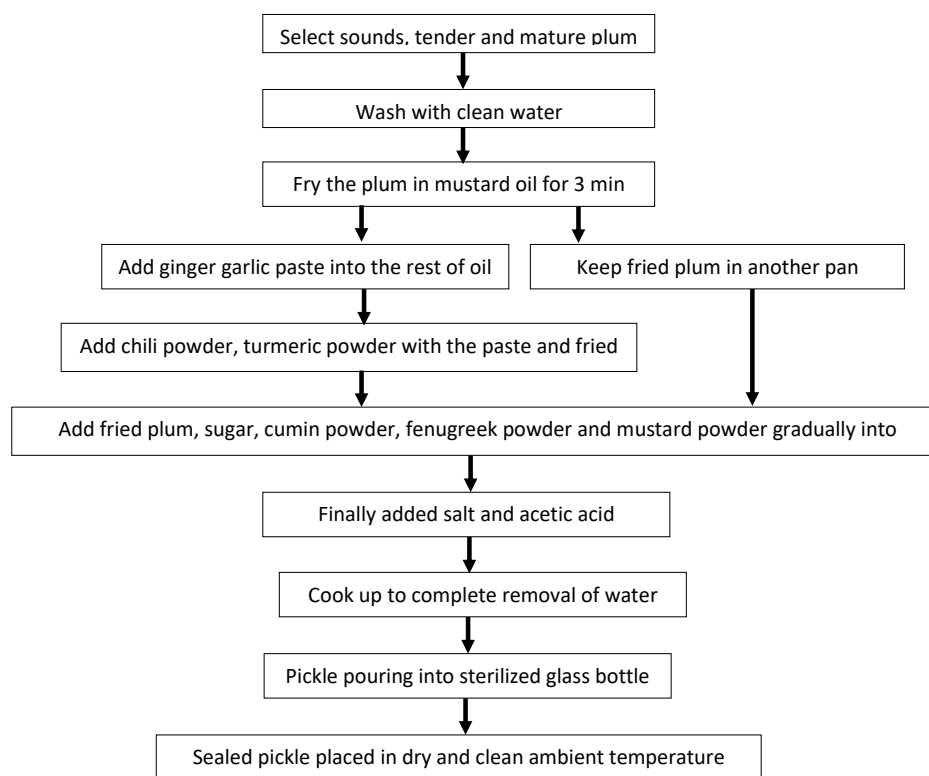 Select sounds, tender and mature plum
Wash with clean water
Fry the plum in mustard oil for 3 min
Add ginger garlic paste into the rest of oil
Keep fried plum in another pan
Add chili powder, turmeric powder with the paste and fried
Add fried plum, sugar, cumin powder, fenugreek powder and mustard powder gradually into
Finally added salt and acetic acid
Cook up to complete removal of water
Pickle pouring into sterilized glass bottle
Sealed pickle placed in dry and clean ambient temperature